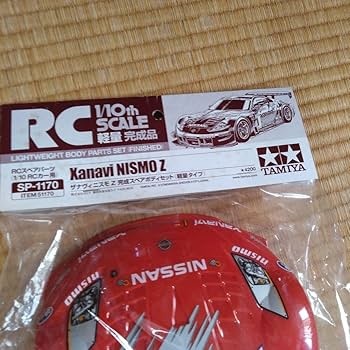 RC
1/10th
SCALE
軽量 完成品
LIGHTWEIGHT BODY PARTS SET (FINISHED)
RCスペアパーツ
(1/10 RCカー用)
SP-1170
ITEM 51170
Xanavi NISMO Z
ザナヴィニスモZ 完成スペアボディセット (軽量タイプ)
¥4200
TAMIYA
XANAVI
NISSAN
nismo
nismo